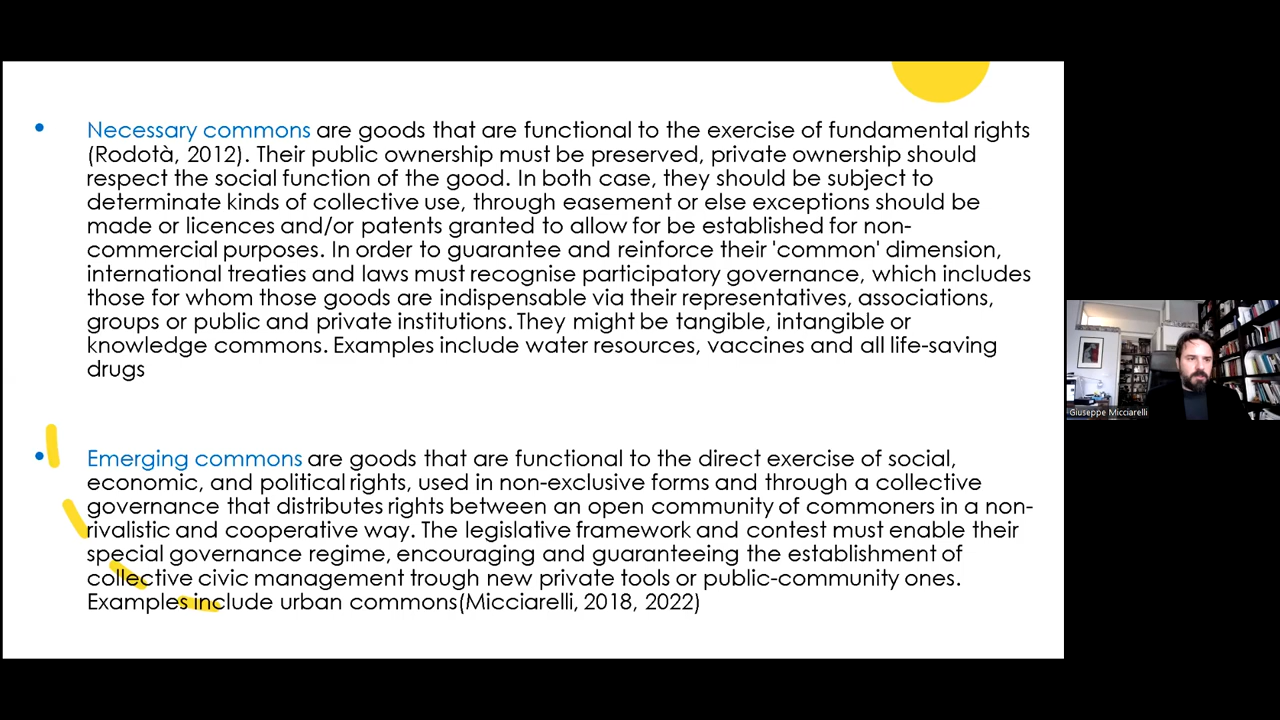 Necessary commons are goods that are functional to the exercise of fundamental rights
(Rodotà, 2012). Their public ownership must be preserved, private ownership should
respect the social function of the good. In both case, they should be subject to
determinate kinds of collective use, through easement or else exceptions should be
made or licences and/or patents granted to allow for be established for non-
commercial purposes. In order to guarantee and reinforce their 'common' dimension,
international treaties and laws must recognise participatory governance, which includes
those for whom those goods are indispensable via their representatives, associations,
groups or public and private institutions. They might be tangible, intangible or
knowledge commons. Examples include water resources, vaccines and all life-saving
drugs
Emerging commons are goods that are functional to the direct exercise of social,
economic, and political rights, used in non-exclusive forms and through a collective
governance that distributes rights between an open community of commoners in a non-
rivalistic and cooperative way. The legislative framework and contest must enable their
special governance regime, encouraging and guaranteeing the establishment of
collective civic management trough new private tools or public-community ones.
Examples include urban commons(Micciarelli, 2018, 2022)
Giuseppe Micciarelli